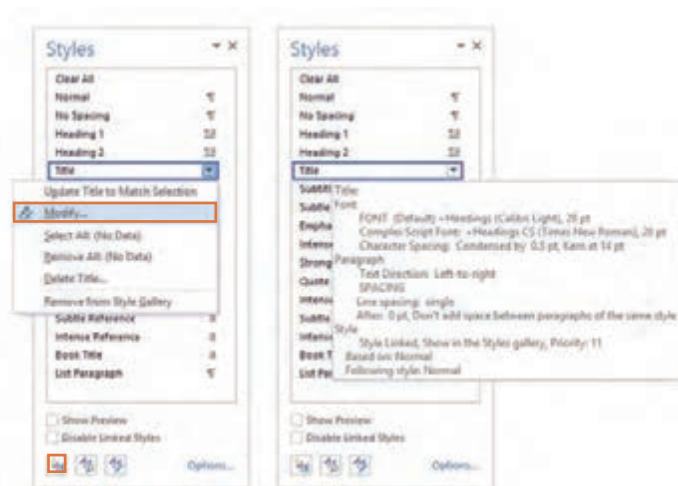 Styles
Clear All
Normal
No Spacing
Heading 1
Heading 2
Title
Update Title to Match Selection
Modify...
Select All: (No Data)
Remove All: (No Data)
Delete Title...
Remove from Style Gallery
Subtle Reference
Intense Reference
Book Title
List Paragraph
Show Preview
Disable Linked Styles
Options...
Styles
Clear All
Normal
No Spacing
Heading 1
Heading 2
Title
Title:
Font
FONT (Default) +Headings (Calibri Light), 28 pt
Complex Script Font: +Headings CS (Times New Roman), 28 pt
Character Spacing: Condensed by 0.5 pt, Kern at 14 pt
Paragraph
Text Direction: Left-to-right
SPACING
Line spacing: single
After: 0 pt, Don't add space between paragraphs of the same style
Style
Style Linked, Show in the Styles gallery, Priority: 11
Based on: Normal
Following style: Normal
Strong
Quote
Show Preview
Disable Linked Styles
Options...